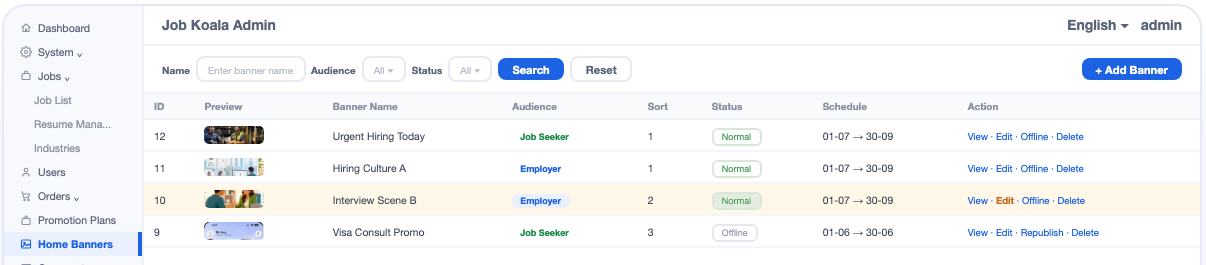 Job Koala Admin
English admin
Dashboard
System
Jobs
Job List
Resume Mana...
Industries
Users
Orders
Promotion Plans
Home Banners
Name Enter banner name Audience All Status All Search Reset + Add Banner
ID Preview Banner Name Audience Sort Status Schedule Action
12 Urgent Hiring Today Job Seeker 1 Normal 01-07 → 30-09 View · Edit · Offline · Delete
11 Hiring Culture A Employer 1 Normal 01-07 → 30-09 View · Edit · Offline · Delete
10 Interview Scene B Employer 2 Normal 01-07 → 30-09 View · Edit · Offline · Delete
9 Visa Consult Promo Job Seeker 3 Offline 01-06 → 30-06 View · Edit · Republish · Delete